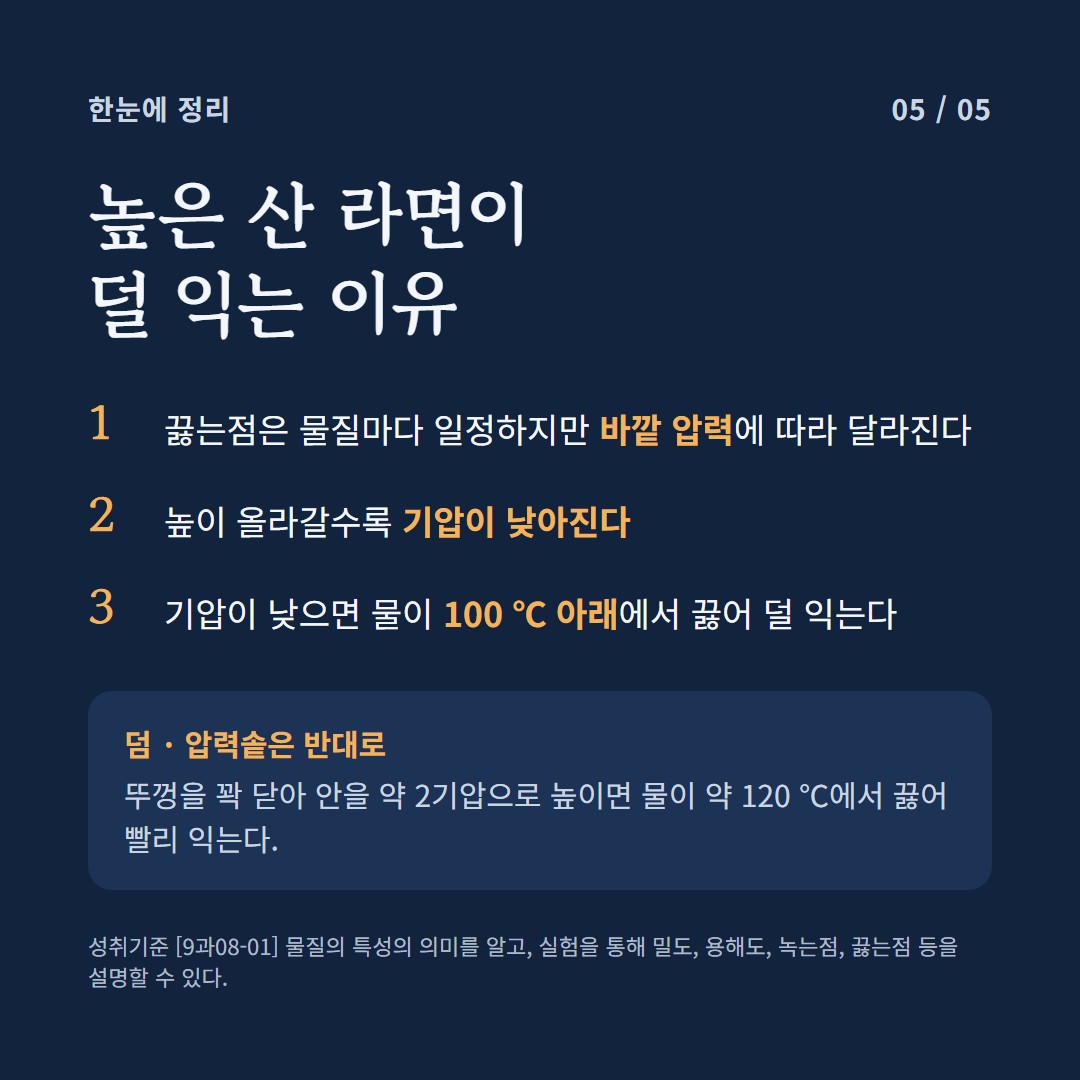 한눈에 정리
05 / 05
높은 산 라면이
덜 익는 이유
1 끓는점은 물질마다 일정하지만 바깥 압력에 따라 달라진다
2 높이 올라갈수록 기압이 낮아진다
3 기압이 낮으면 물이 100 ℃ 아래에서 끓어 덜 익는다
덤 · 압력솥은 반대로
뚜껑을 꽉 닫아 안을 약 2기압으로 높이면 물이 약 120 ℃에서 끓어
빨리 익는다.
성취기준 [9과08-01] 물질의 특성의 의미를 알고, 실험을 통해 밀도, 용해도, 녹는점, 끓는점 등을
설명할 수 있다.